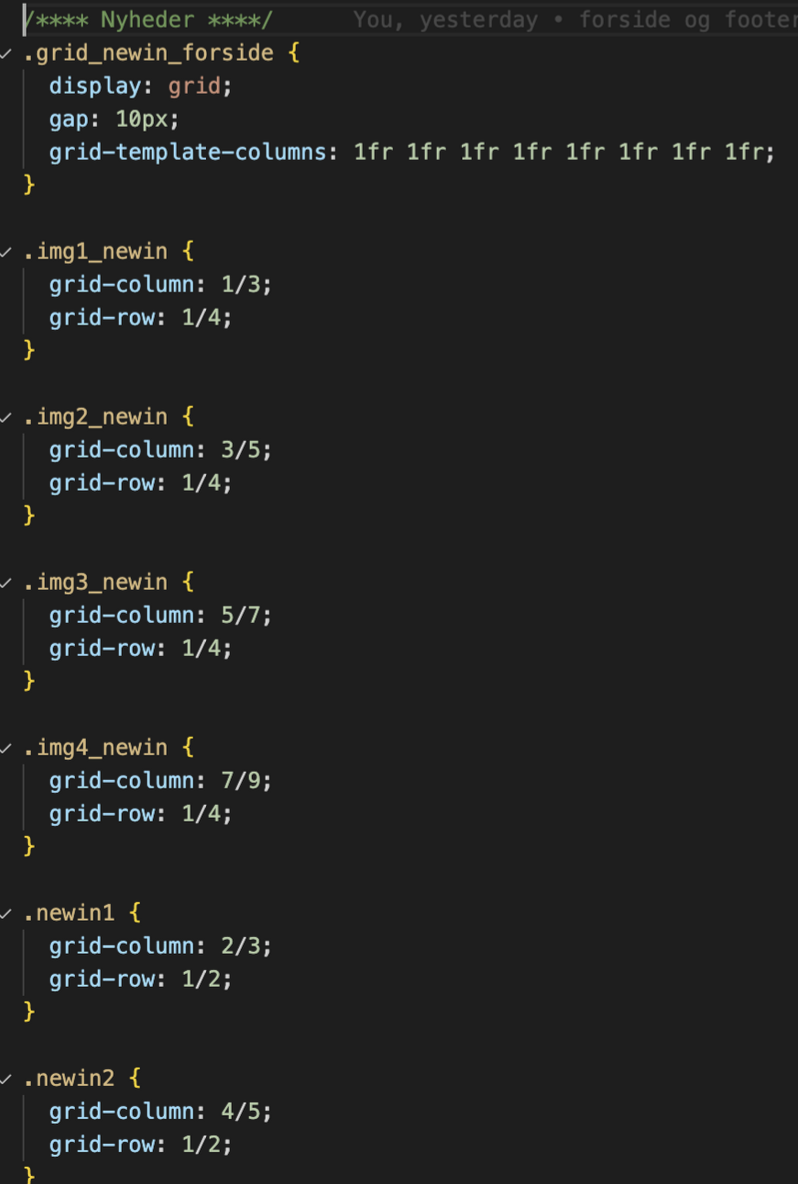 /**** Nyheder ****/ You, yesterday • forside og footer
.grid_newin_forside {
display: grid;
gap: 10px;
grid-template-columns: 1fr 1fr 1fr 1fr 1fr 1fr 1fr 1fr;
}
.img1_newin {
grid-column: 1/3;
grid-row: 1/4;
}
.img2_newin {
grid-column: 3/5;
grid-row: 1/4;
}
.img3_newin {
grid-column: 5/7;
grid-row: 1/4;
}
.img4_newin {
grid-column: 7/9;
grid-row: 1/4;
}
.newin1 {
grid-column: 2/3;
grid-row: 1/2;
}
.newin2 {
grid-column: 4/5;
grid-row: 1/2;
}